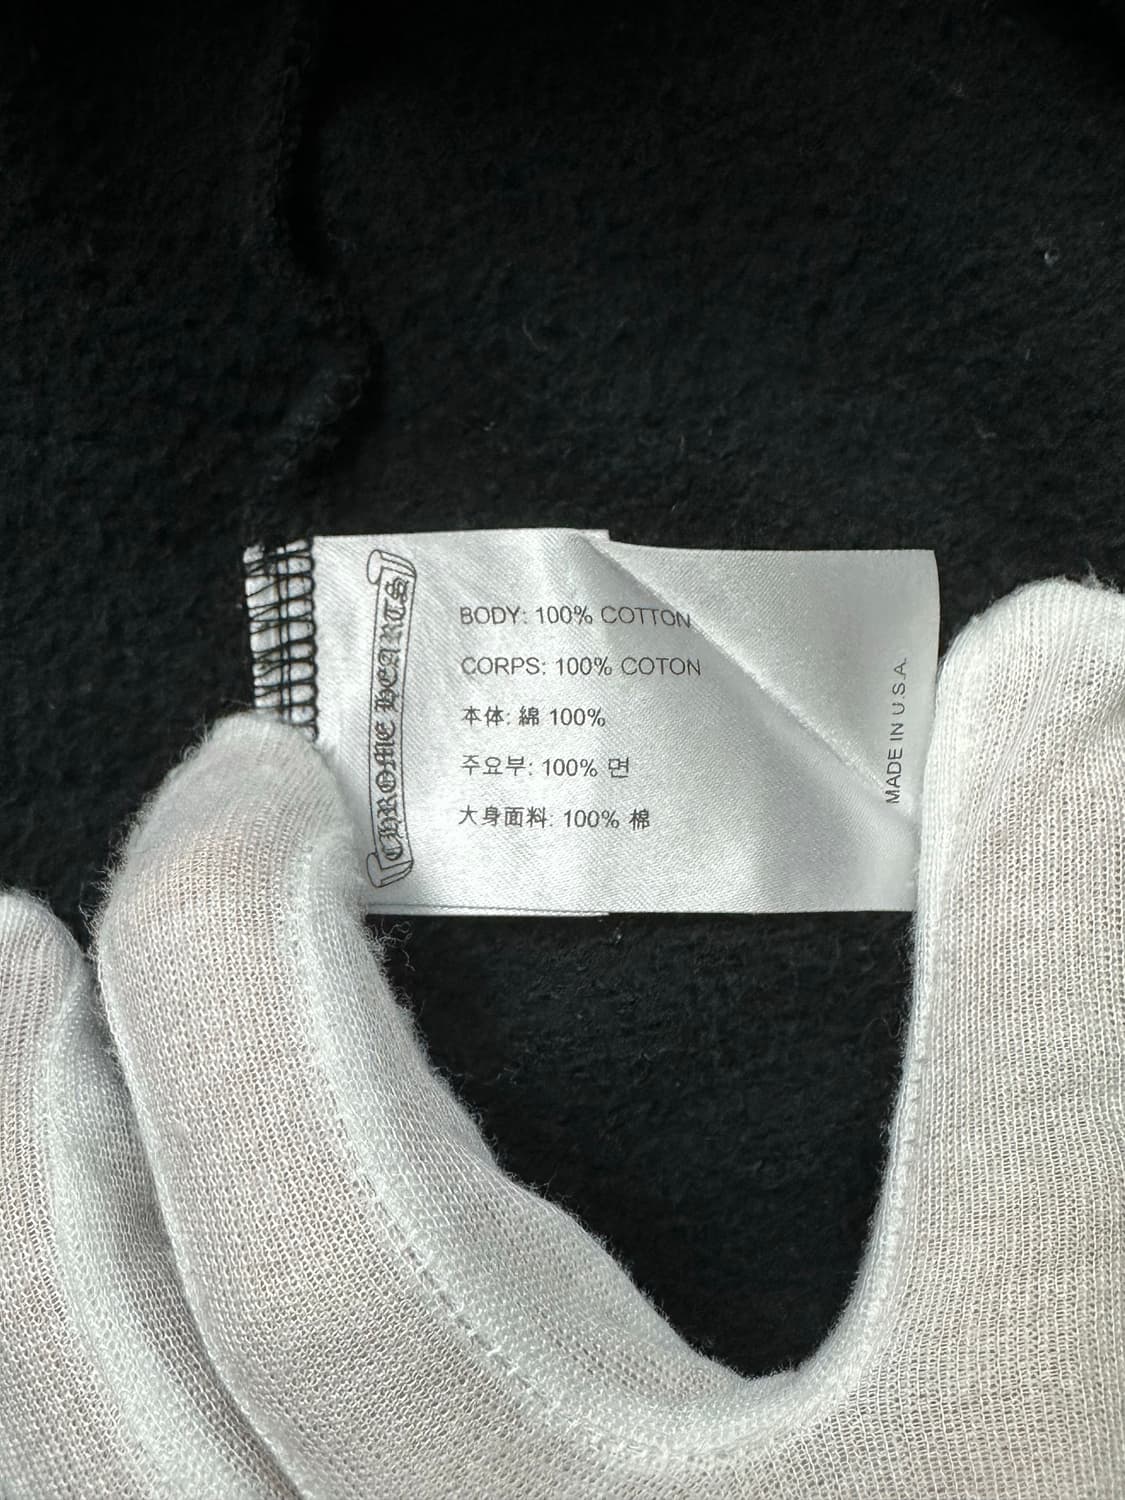 CHROME HEARTS
BODY: 100% COTTON
CORPS: 100% COTON
本体: 綿 100%
주요부: 100% 면
大身面料: 100% 棉
MADE IN U.S.A.